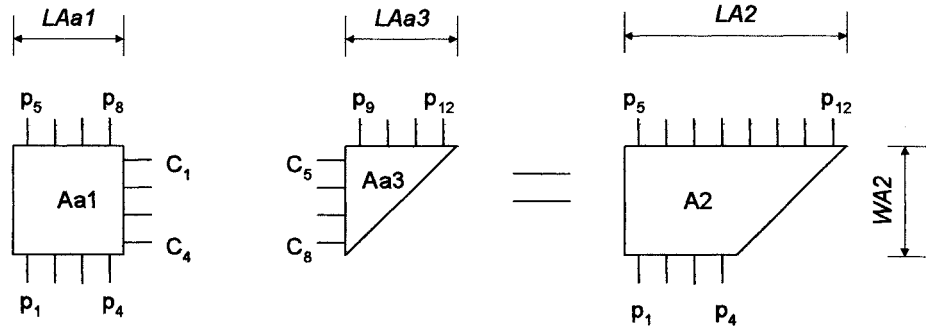 LAa1 LAa3 LA2
p5 p8 p9 p12 p5 p12
C1 C5
Aa1 Aa3 A2 WA2
C4 C8
p1 p4 p1 p4